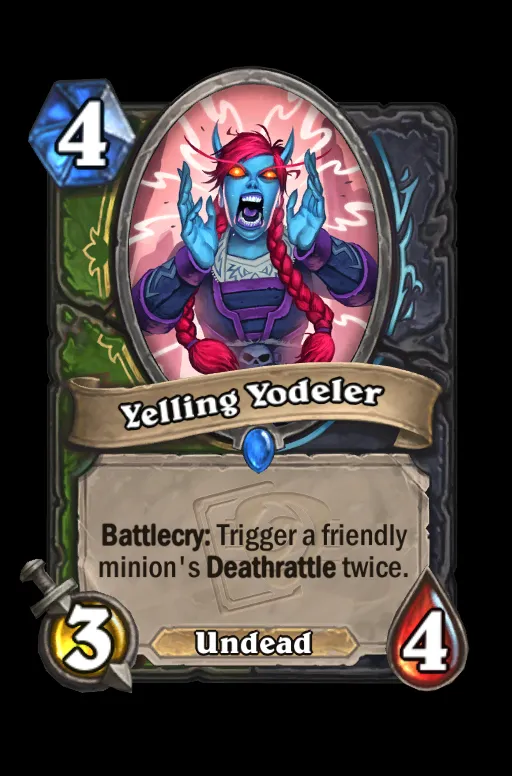 4
Yelling Yodeler
Battlecry: Trigger a friendly
minion's Deathrattle twice.
3
Undead
4